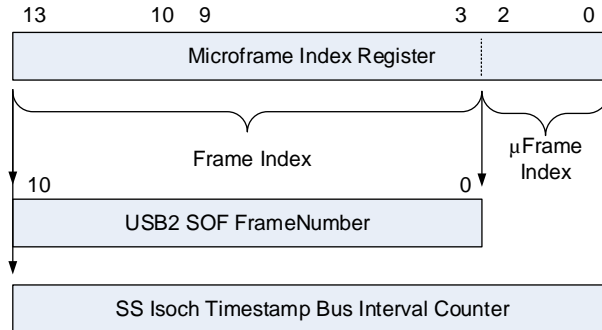 13 10 9 3 2 0
Microframe Index Register
Frame Index
μFrame
Index
10 0
USB2 SOF FrameNumber
SS Isoch Timestamp Bus Interval Counter